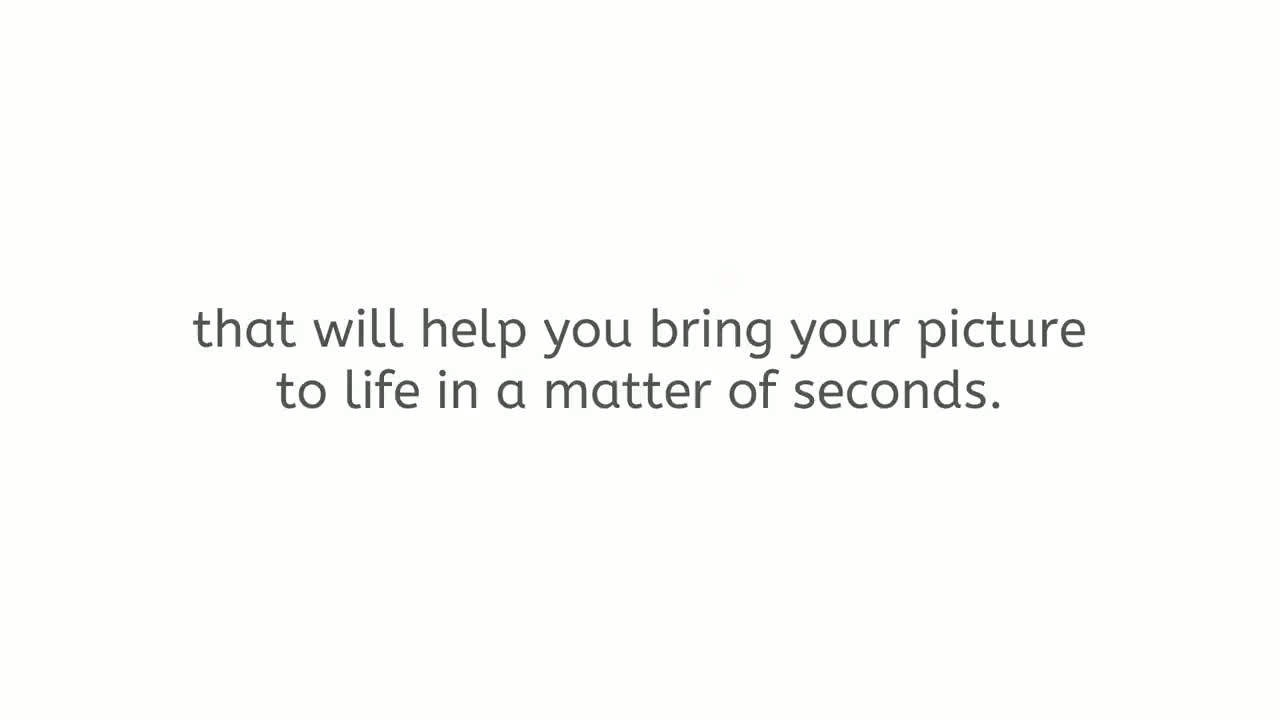 that will help you bring your picture
to life in a matter of seconds.